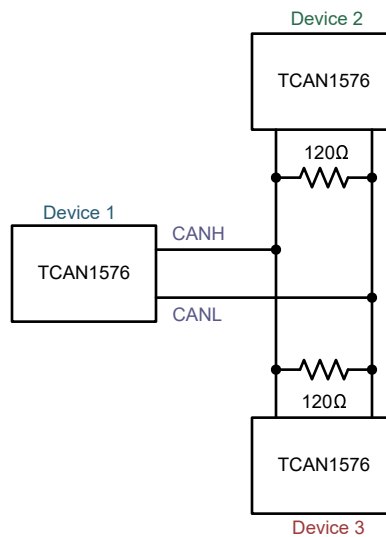 Device 2
TCAN1576
120Ω
Device 1
CANH
TCAN1576
CANL
120Ω
TCAN1576
Device 3